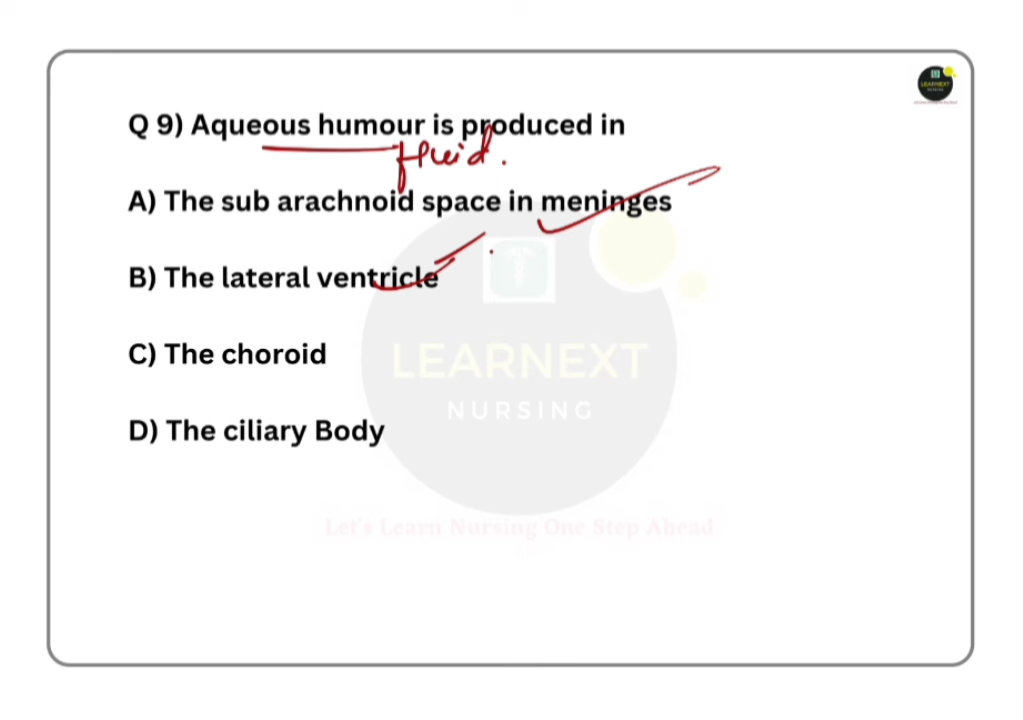 LEARNEXT
Q 9) Aqueous humour is produced in
fluid.
A) The sub arachnoid space in meninges
B) The lateral ventricle
C) The choroid
LEARNEXT
NURSING
D) The ciliary Body
Let's Learn Nursing One Step Ahead